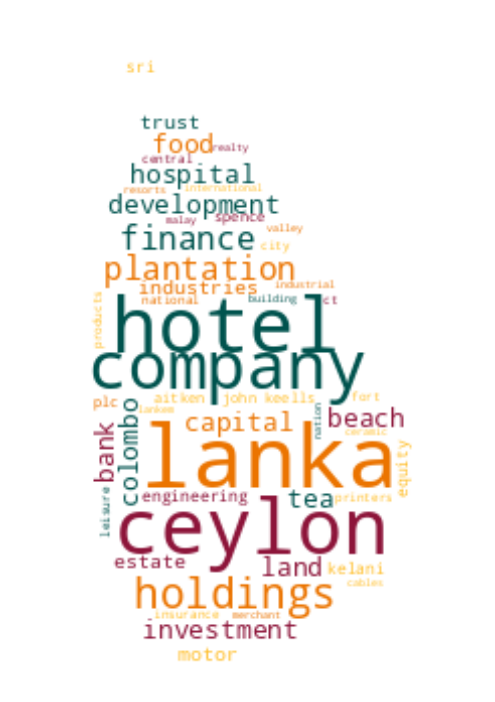 sri
trust
food realty
central
hospital
resorts international
development
malay spence
valley
finance city
plantation
industries industrial
national building ct
products
hotel
company
plc aitken john keells fort
lankem
capital beach
nation ceramic
colombo
bank
lanka
equity
leisure
engineering tea printers
ceylon
estate land kelani
cables
holdings
insurance merchant
investment
motor